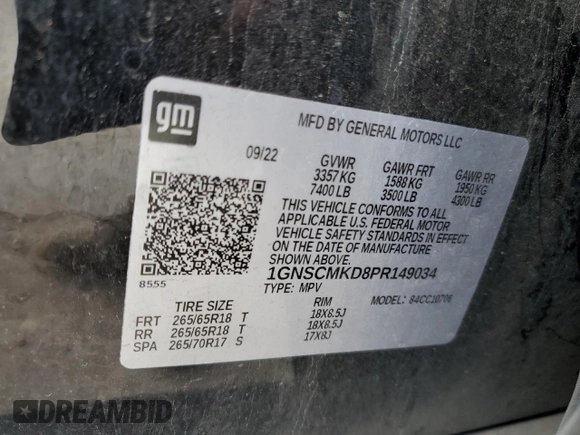 gm
MFD BY GENERAL MOTORS LLC
09/22
GVWR GAWR FRT GAWR RR
3357 KG 1588 KG 1950 KG
7400 LB 3500 LB 4300 LB
THIS VEHICLE CONFORMS TO ALL
APPLICABLE U.S. FEDERAL MOTOR
VEHICLE SAFETY STANDARDS IN EFFECT
ON THE DATE OF MANUFACTURE
SHOWN ABOVE.
1GNSCMKD8PR149034
TYPE: MPV MODEL: 84CC10706
8555
TIRE SIZE RIM
FRT 265/65R18 T 18X8.5J
RR 265/65R18 T 18X8.5J
SPA 265/70R17 S 17X8J
DREAMBID